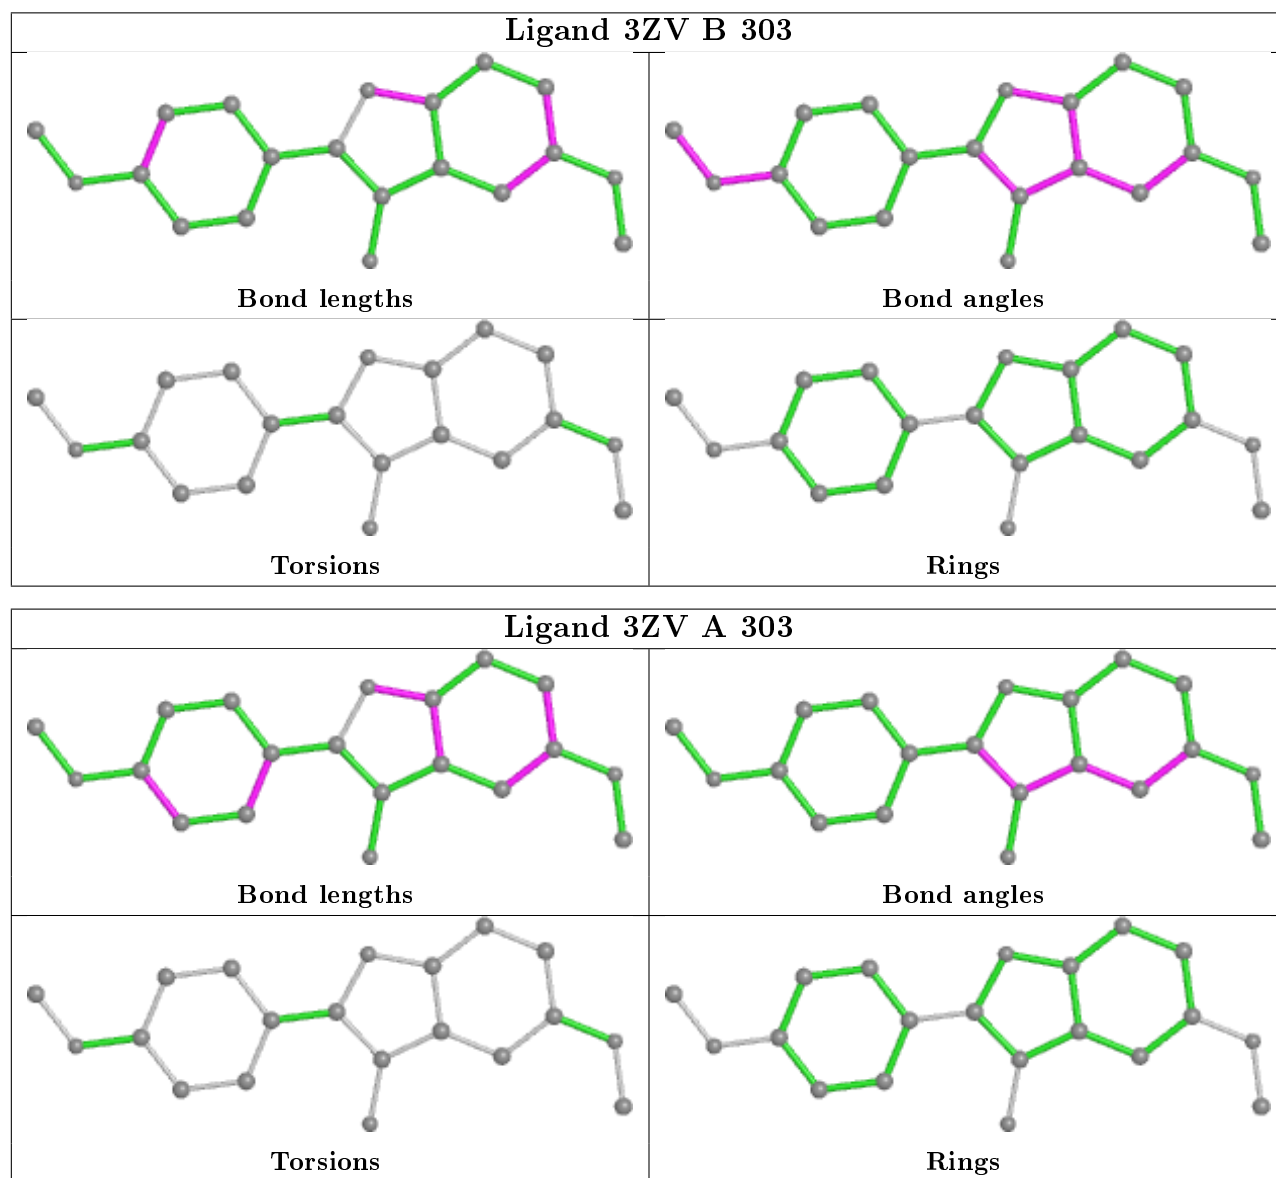 Ligand 3ZV B 303
Bond lengths
Bond angles
Torsions
Rings
Ligand 3ZV A 303
Bond lengths
Bond angles
Torsions
Rings